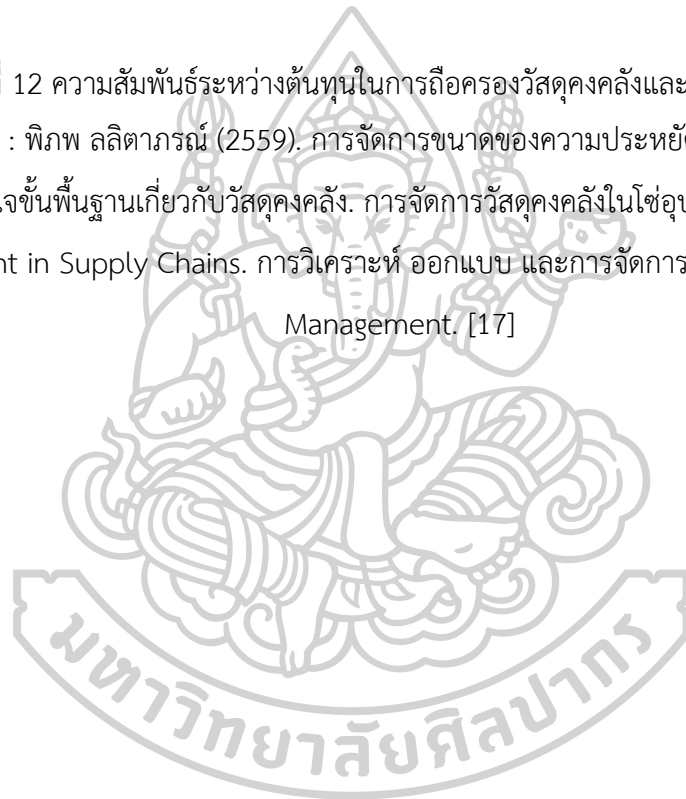 12 ความสัมพันธ์ระหว่างต้นทุนในการถือครองวัสดุคงคลังและ
: พิภพ ลลิตาภรณ์ (2559). การจัดการขนาดของความประหยัด
ใจขั้นพื้นฐานเกี่ยวกับวัสดุคงคลัง. การจัดการวัสดุคงคลังในโซ่อุป
nt in Supply Chains. การวิเคราะห์ ออกแบบ และการจัดการ
Management. [17]
มหาวิทยาลัยศิลปากร